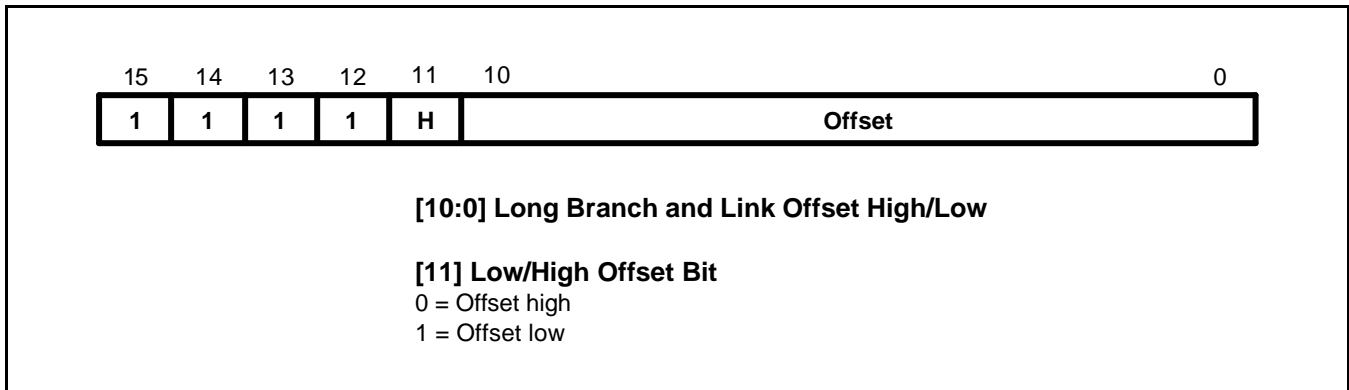 15 14 13 12 11 10 0
1 1 1 1 H Offset
[10:0] Long Branch and Link Offset High/Low
[11] Low/High Offset Bit
0 = Offset high
1 = Offset low